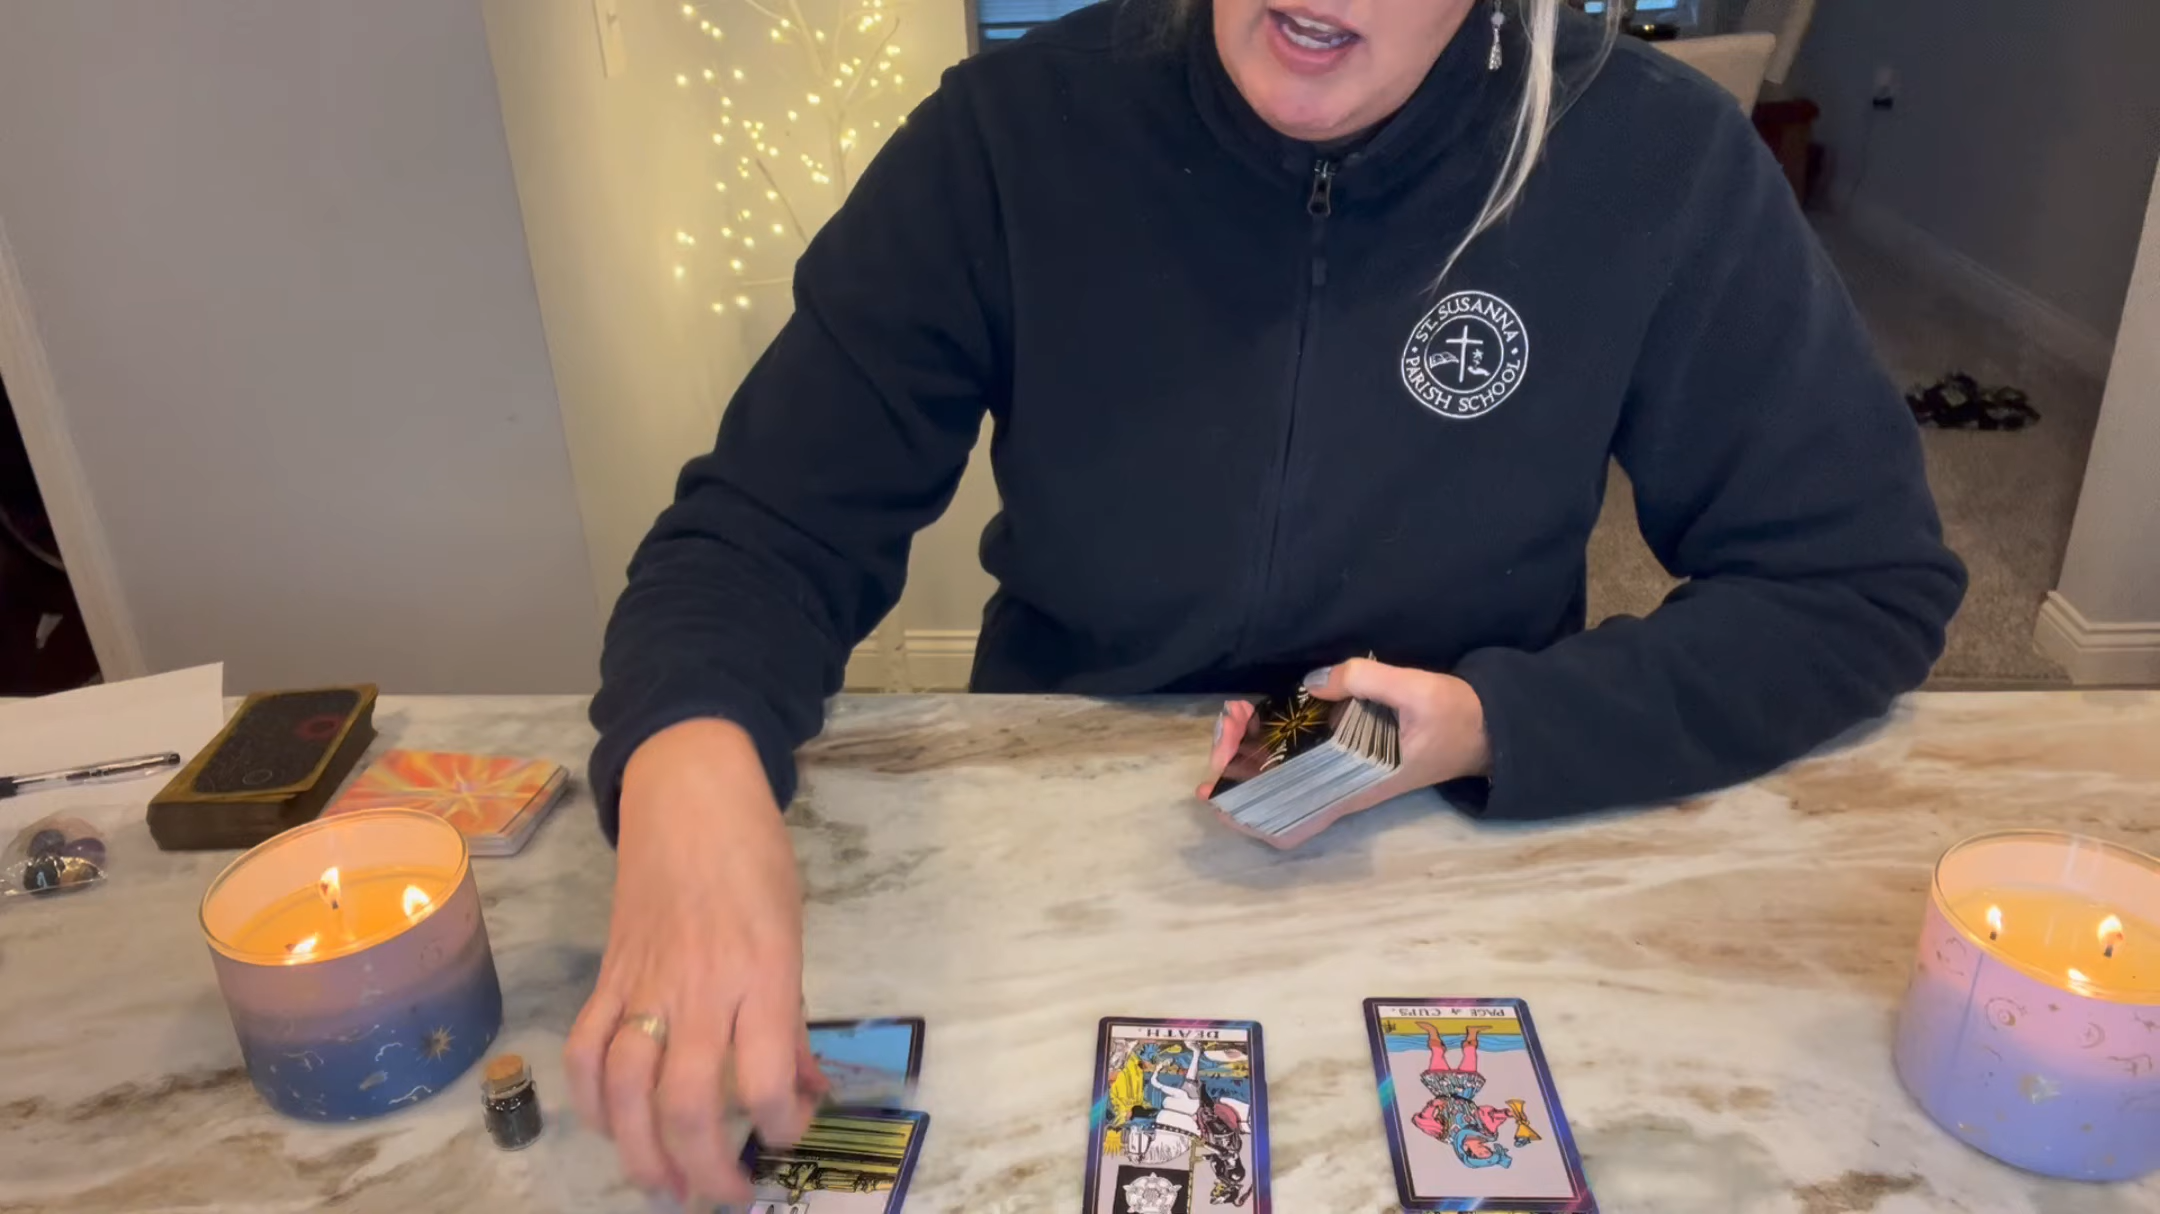 ST. SUSANNA
PARISH SCHOOL
DEATH.
PAGE of CUPS.